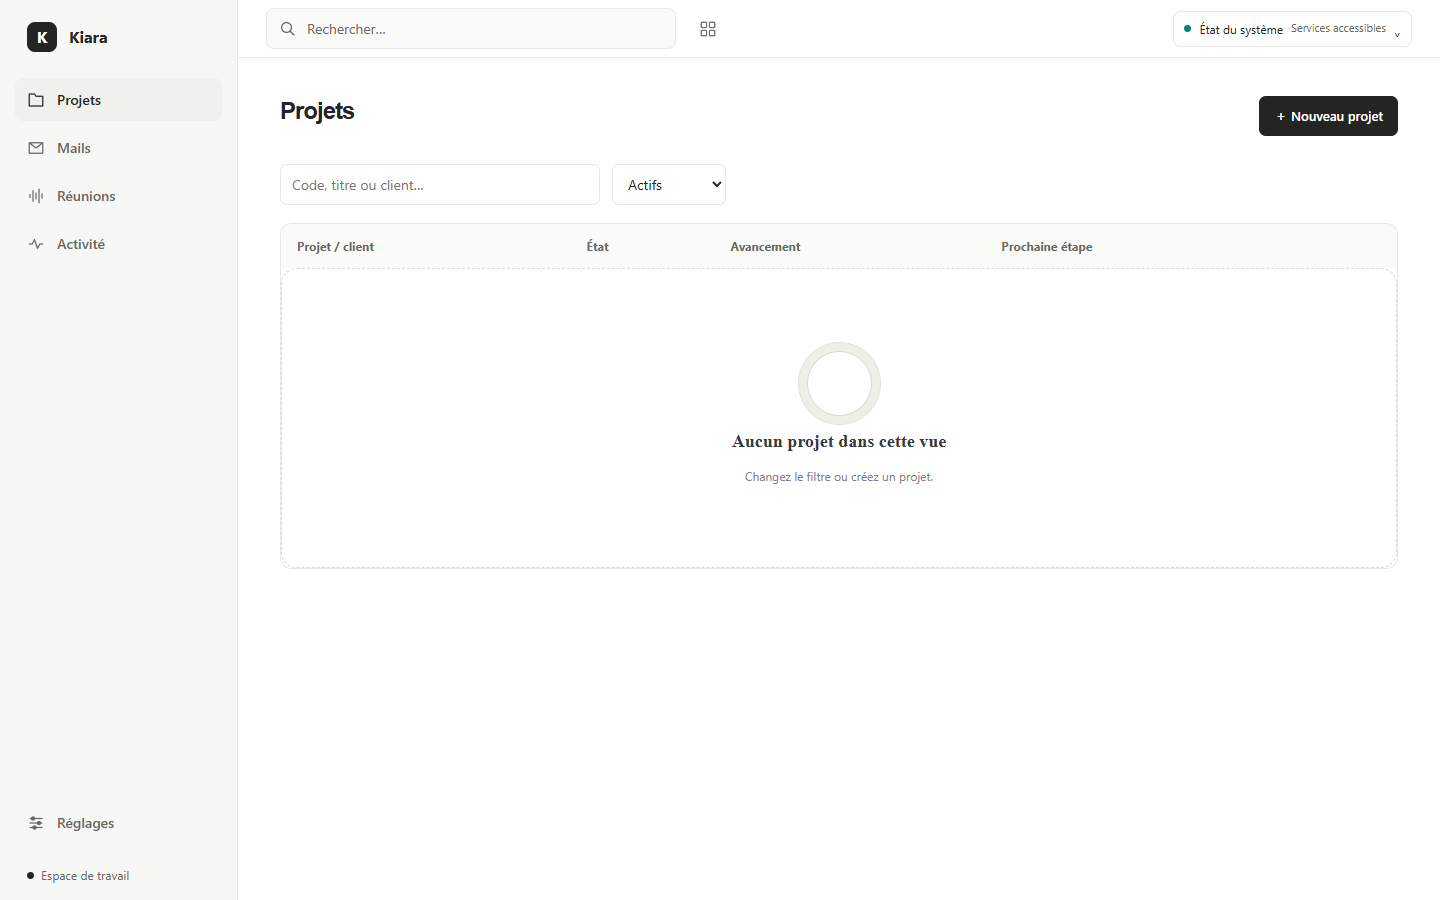 K Kiara
Rechercher...
État du système Services accessibles
Projets
Mails
Réunions
Activité
Réglages
Espace de travail
Projets
+ Nouveau projet
Code, titre ou client...
Actifs
Projet / client État Avancement Prochaine étape
Aucun projet dans cette vue
Changez le filtre ou créez un projet.